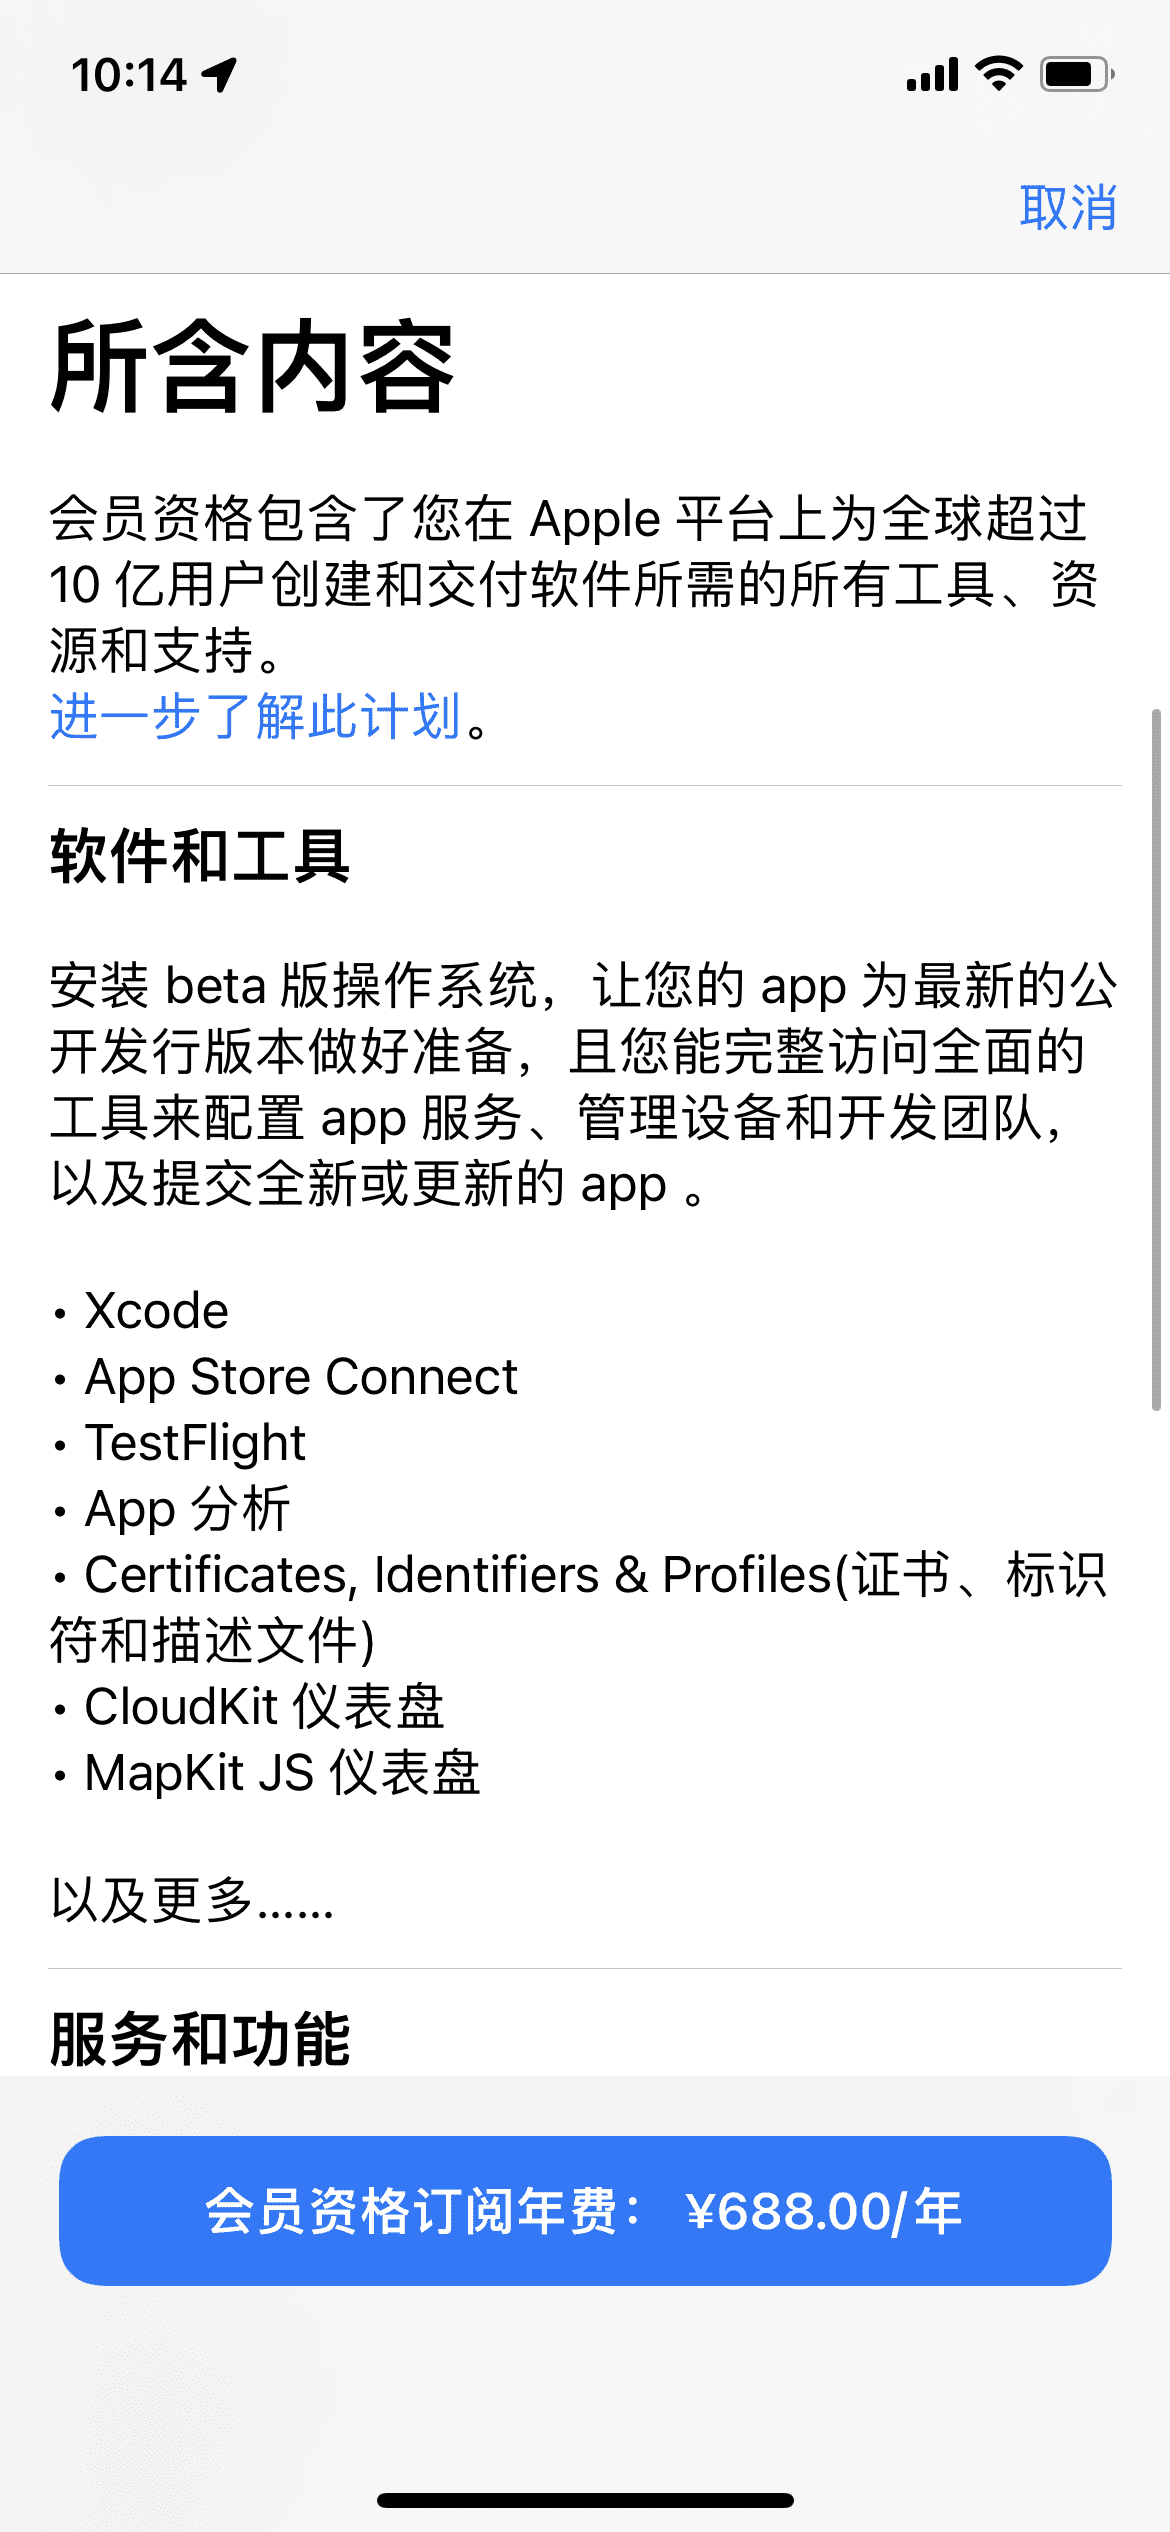 10:14
取消
所含内容
会员资格包含了您在 Apple 平台上为全球超过
10 亿用户创建和交付软件所需的所有工具、资
源和支持。
进一步了解此计划。
软件和工具
安装 beta 版操作系统，让您的 app 为最新的公
开发行版本做好准备，且您能完整访问全面的
工具来配置 app 服务、管理设备和开发团队，
以及提交全新或更新的 app 。
• Xcode
• App Store Connect
• TestFlight
• App 分析
• Certificates, Identifiers & Profiles(证书、标识
符和描述文件)
• CloudKit 仪表盘
• MapKit JS 仪表盘
以及更多......
服务和功能
会员资格订阅年费： ¥688.00/年